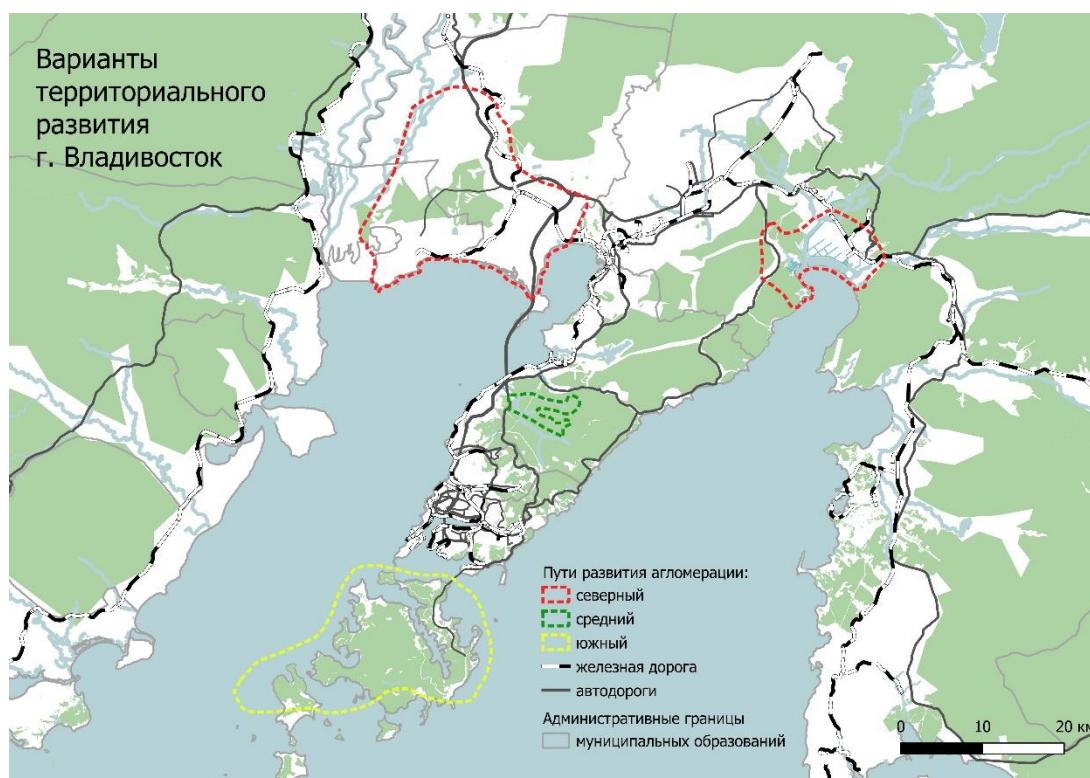 Варианты
территориального
развития
г. Владивосток
Пути развития агломерации:
северный
средний
южный
железная дорога
автодороги
Административные границы
муниципальных образований
0 10 20 км